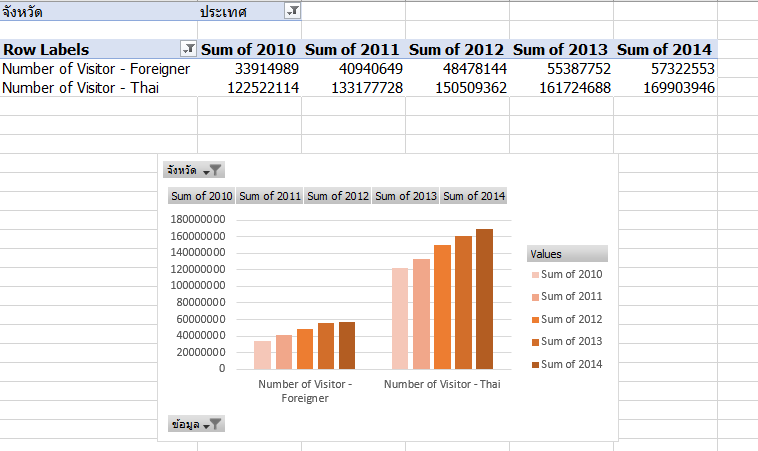 จังหวัด ประเทศ
Row Labels Sum of 2010 Sum of 2011 Sum of 2012 Sum of 2013 Sum of 2014
Number of Visitor - Foreigner 33914989 40940649 48478144 55387752 57322553
Number of Visitor - Thai 122522114 133177728 150509362 161724688 169903946
จังหวัด
Sum of 2010 Sum of 2011 Sum of 2012 Sum of 2013 Sum of 2014
180000000
160000000
140000000
120000000
100000000
80000000
60000000
40000000
20000000
0
Number of Visitor - Foreigner
Number of Visitor - Thai
Values
Sum of 2010
Sum of 2011
Sum of 2012
Sum of 2013
Sum of 2014
ข้อมูล